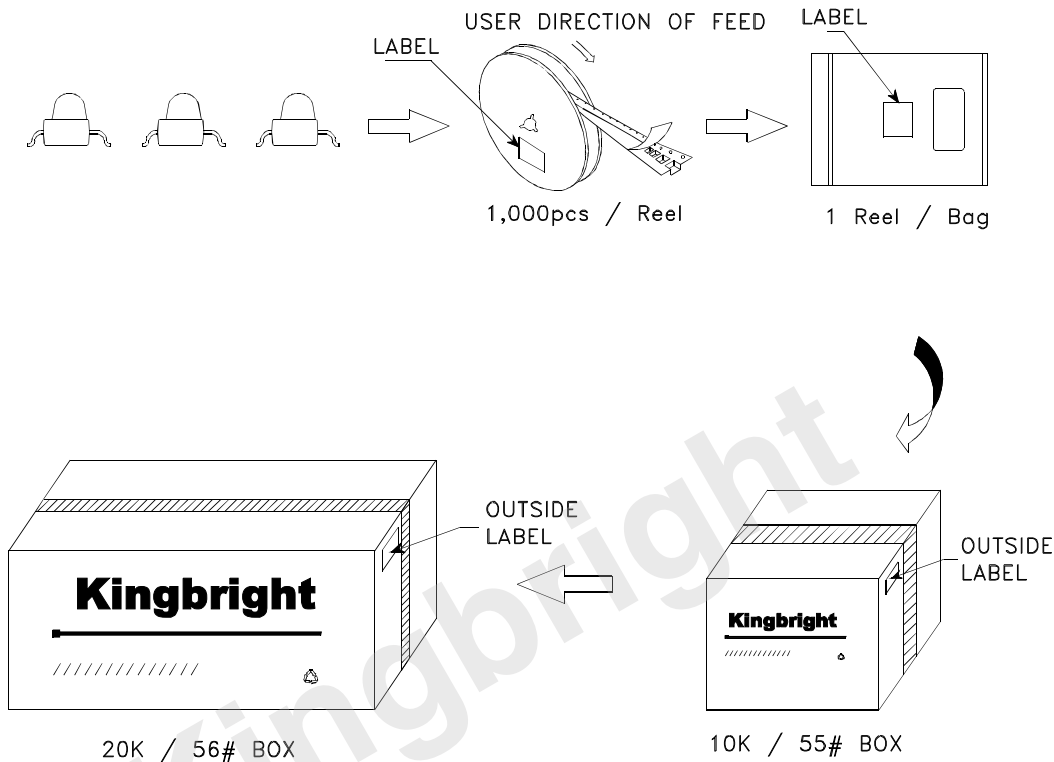 USER DIRECTION OF FEED
LABEL
LABEL
1,000pcs / Reel
1 Reel / Bag
OUTSIDE
LABEL
OUTSIDE
LABEL
Kingbright
Kingbright
20K / 56# BOX
10K / 55# BOX
Kingbright